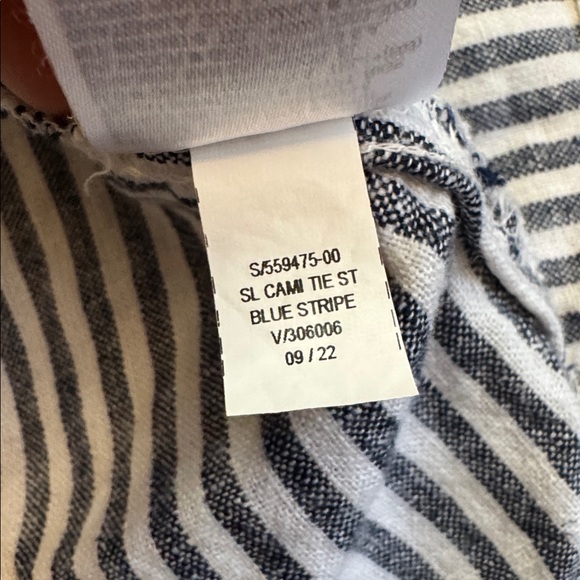 S/559475-00
SL CAMI TIE ST
BLUE STRIPE
V/306006
09 / 22